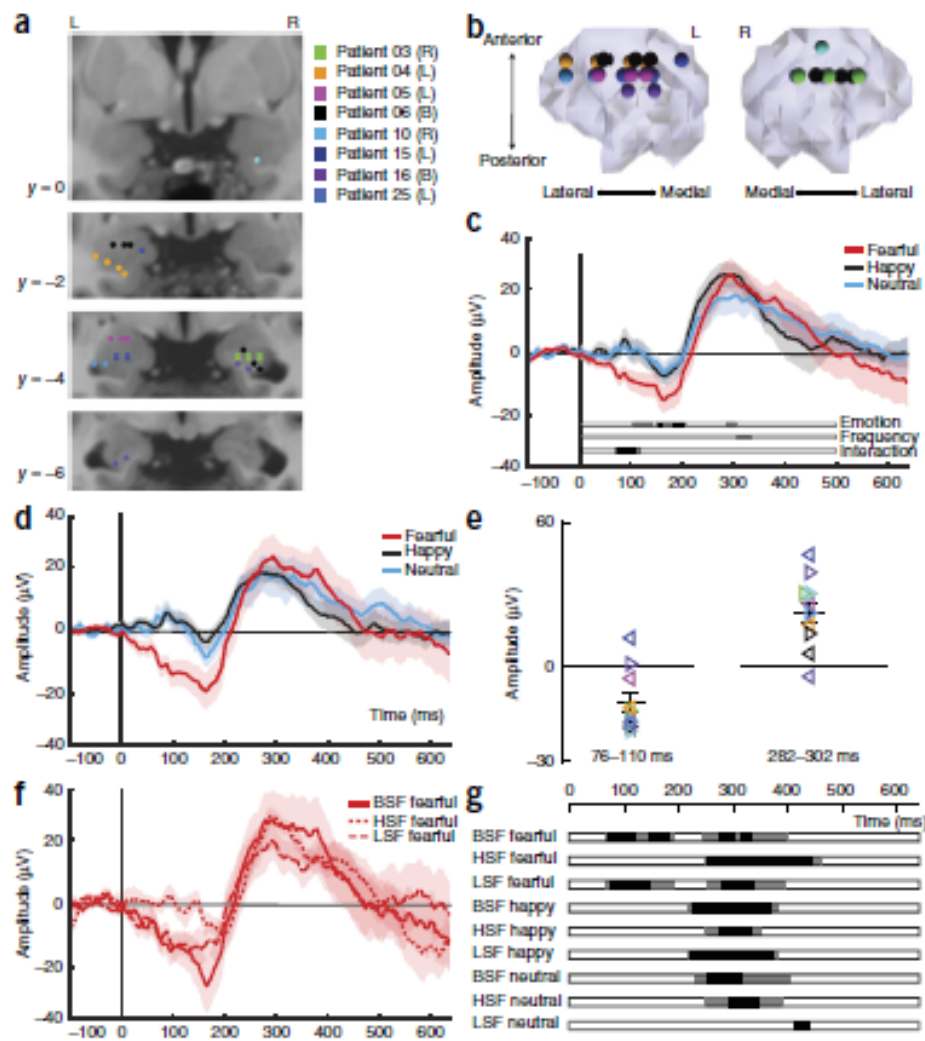 a
L
R
y = 0
y = –2
y = –4
y = –6
Patient 03 (R)
Patient 04 (L)
Patient 05 (L)
Patient 06 (B)
Patient 10 (R)
Patient 15 (L)
Patient 16 (B)
Patient 25 (L)
b
L
R
Anterior
Posterior
Lateral
Medial
Medial
Lateral
c
40
20
0
–20
–40
Amplitude (µV)
Fearful
Happy
Neutral
Emotion
Frequency
Interaction
–100 0 100 200 300 400 500 600
d
40
20
0
–20
–40
Amplitude (µV)
Fearful
Happy
Neutral
Time (ms)
–100 0 100 200 300 400 500 600
e
60
0
–30
Amplitude (µV)
76–110 ms
282–302 ms
f
40
20
0
–20
–40
Amplitude (µV)
BSF fearful
HSF fearful
LSF fearful
–100 0 100 200 300 400 500 600
g
0 100 200 300 400 500 600
Time (ms)
BSF fearful
HSF fearful
LSF fearful
BSF happy
HSF happy
LSF happy
BSF neutral
HSF neutral
LSF neutral